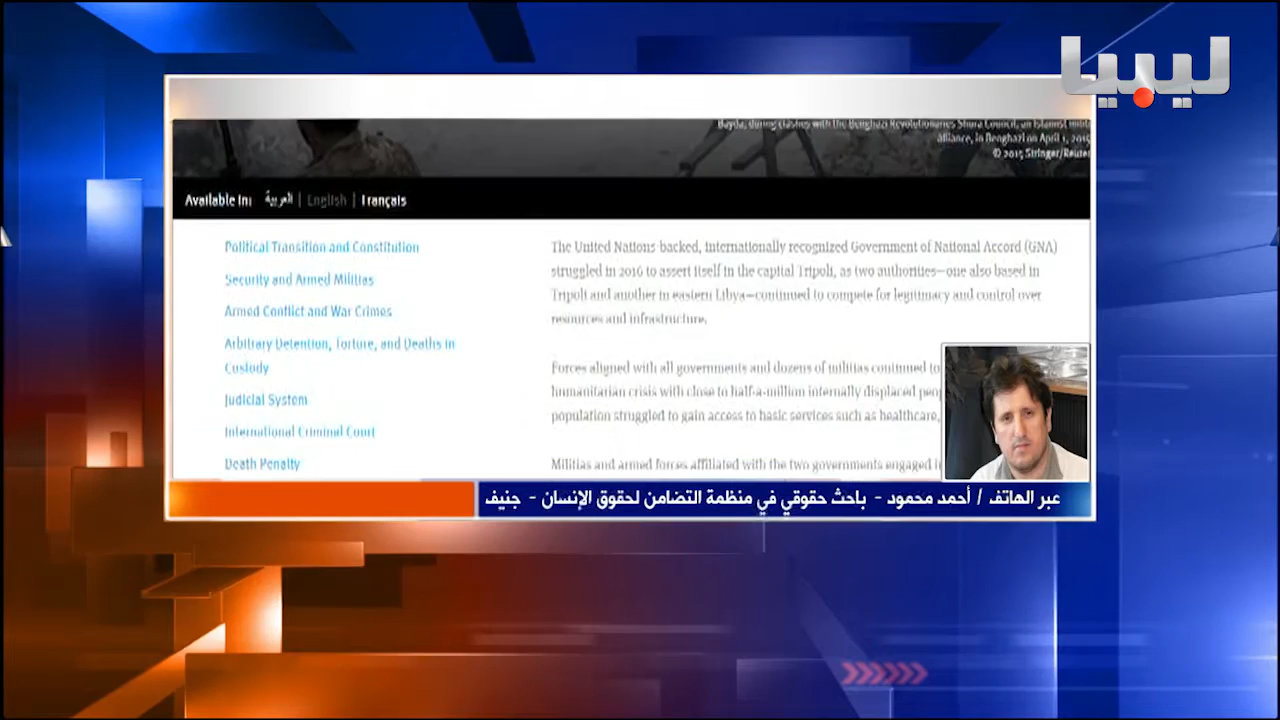 ليبيا
Bayda, during clashes with the Benghazi Revolutionaries Shura Council, an Islamist
alliance, in Benghazi on April 1, 2015
© 2015 Stringer/Reuters
Available In: العربية | English | Français
Political Transition and Constitution
Security and Armed Militias
Armed Conflict and War Crimes
Arbitrary Detention, Torture, and Deaths in
Custody
Judicial System
International Criminal Court
Death Penalty
The United Nations-backed, internationally recognized Government of National Accord (GNA)
struggled in 2016 to assert itself in the capital Tripoli, as two authorities—one also based in
Tripoli and another in eastern Libya—continued to compete for legitimacy and control over
resources and infrastructure.
Forces aligned with all governments and dozens of militias continued to
humanitarian crisis with close to half-a-million internally displaced
population struggled to gain access to basic services such as healthcare,
Militias and armed forces affiliated with the two governments engaged
عبر الهاتف / أحمد محمود - باحث حقوقي في منظمة التضامن لحقوق الإنسان - جنيف